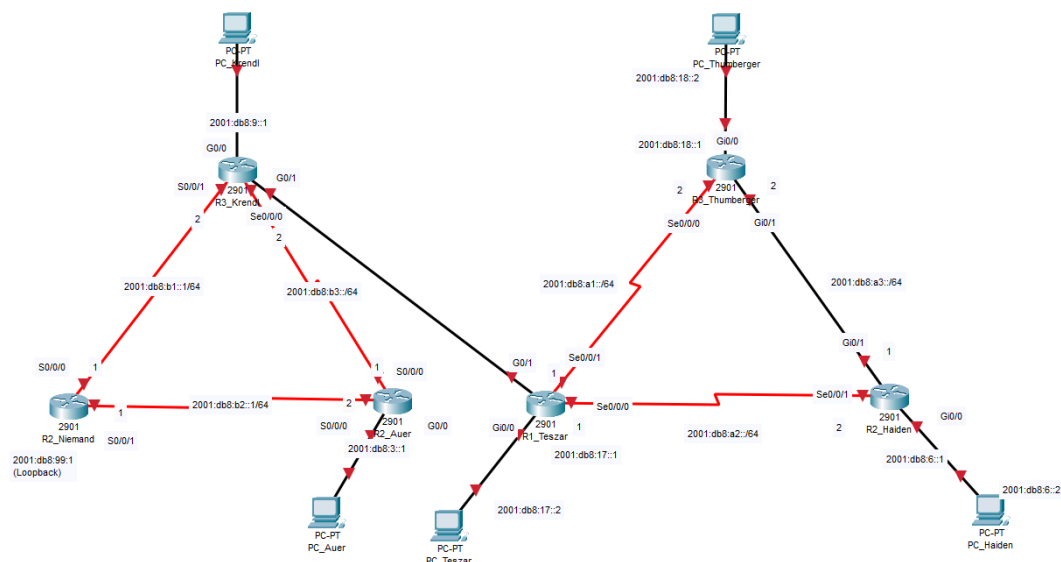 PC-PT
PC_Krendl
PC-PT
PC_Thumberger
2001:db8:18::2
2001:db8:9::1
G0/0
2001:db8:18::1
Gi0/0
S0/0/1
2901
R3_Krendl
G0/1
2
2901
R3_Thumberger
2
2
Se0/0/0
2
Se0/0/0
Gi0/1
2001:db8:b1::1/64
2001:db8:b3::/64
2001:db8:a1::/64
2001:db8:a3::/64
S0/0/0
1
1
S0/0/0
G0/1
Se0/0/1
1
Gi0/1
1
2901
R2_Niemand
1
S0/0/1
2001:db8:b2::1/64
2
2901
R2_Auer
S0/0/0
G0/0
Gi0/0
2901
R1_Teszar
1
Se0/0/0
Se0/0/1
2
2901
R2_Haiden
Gi0/0
2001:db8:99:1
(Loopback)
2001:db8:3::1
2001:db8:17::1
2001:db8:a2::/64
2001:db8:6::1
2001:db8:17::2
2001:db8:6::2
PC-PT
PC_Auer
PC-PT
PC_Teszar
PC-PT
PC_Haiden